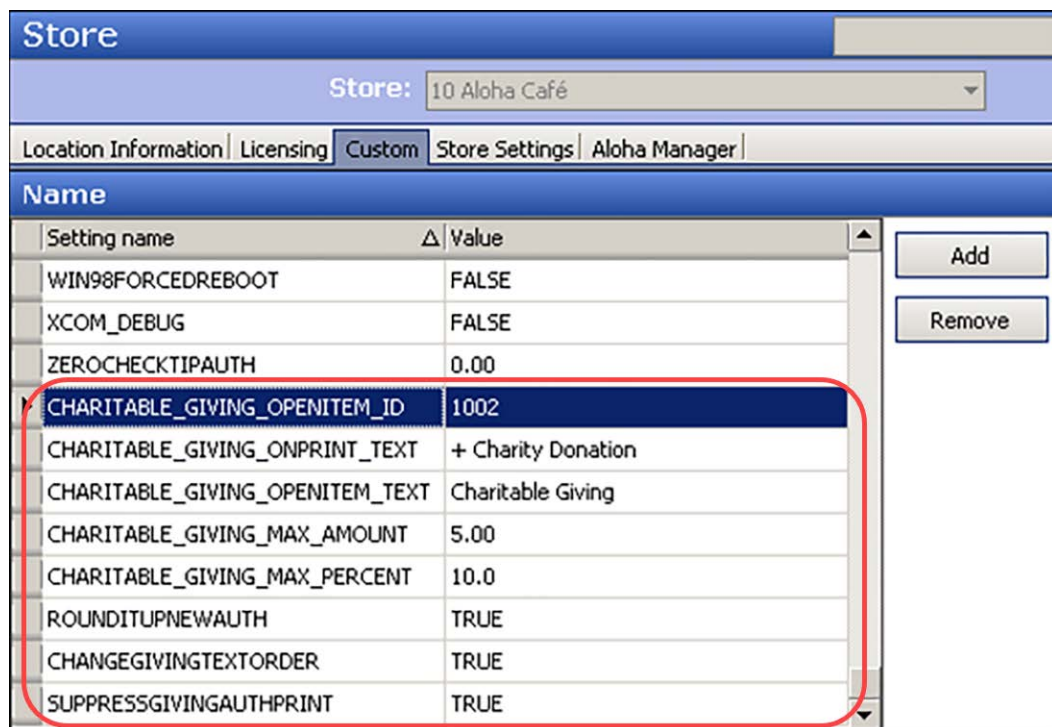 Store
Store: 10 Aloha Café
Location Information Licensing Custom Store Settings Aloha Manager
Name
Setting name Value
Add
WIN98FORCEDREBOOT FALSE
XCOM_DEBUG FALSE
Remove
ZEROCHECKTIPAUTH 0.00
CHARITABLE_GIVING_OPENITEM_ID 1002
CHARITABLE_GIVING_ONPRINT_TEXT + Charity Donation
CHARITABLE_GIVING_OPENITEM_TEXT Charitable Giving
CHARITABLE_GIVING_MAX_AMOUNT 5.00
CHARITABLE_GIVING_MAX_PERCENT 10.0
ROUNDITUPNEWAUTH TRUE
CHANGEGIVINGTEXTORDER TRUE
SUPPRESSGIVINGAUTHPRINT TRUE